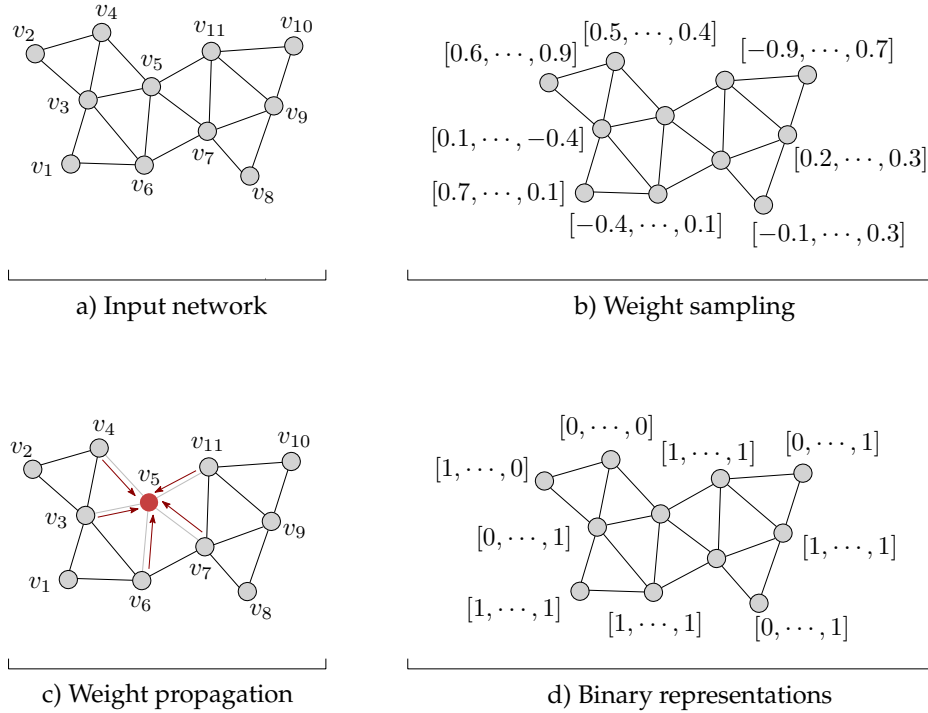 v₄
v₂
v₅
v₁₁
v₁₀
v₃
v₉
v₇
v₁
v₆
v₈
a) Input network
[0.6, ⋯, 0.9]
[0.5, ⋯, 0.4]
[−0.9, ⋯, 0.7]
[0.1, ⋯, −0.4]
[0.2, ⋯, 0.3]
[0.7, ⋯, 0.1]
[−0.4, ⋯, 0.1]
[−0.1, ⋯, 0.3]
b) Weight sampling
v₄
v₂
v₅
v₁₁
v₁₀
v₃
v₉
v₇
v₁
v₆
v₈
c) Weight propagation
[0, ⋯, 0]
[1, ⋯, 0]
[1, ⋯, 1]
[0, ⋯, 1]
[0, ⋯, 1]
[1, ⋯, 1]
[1, ⋯, 1]
[1, ⋯, 1]
[0, ⋯, 1]
d) Binary representations